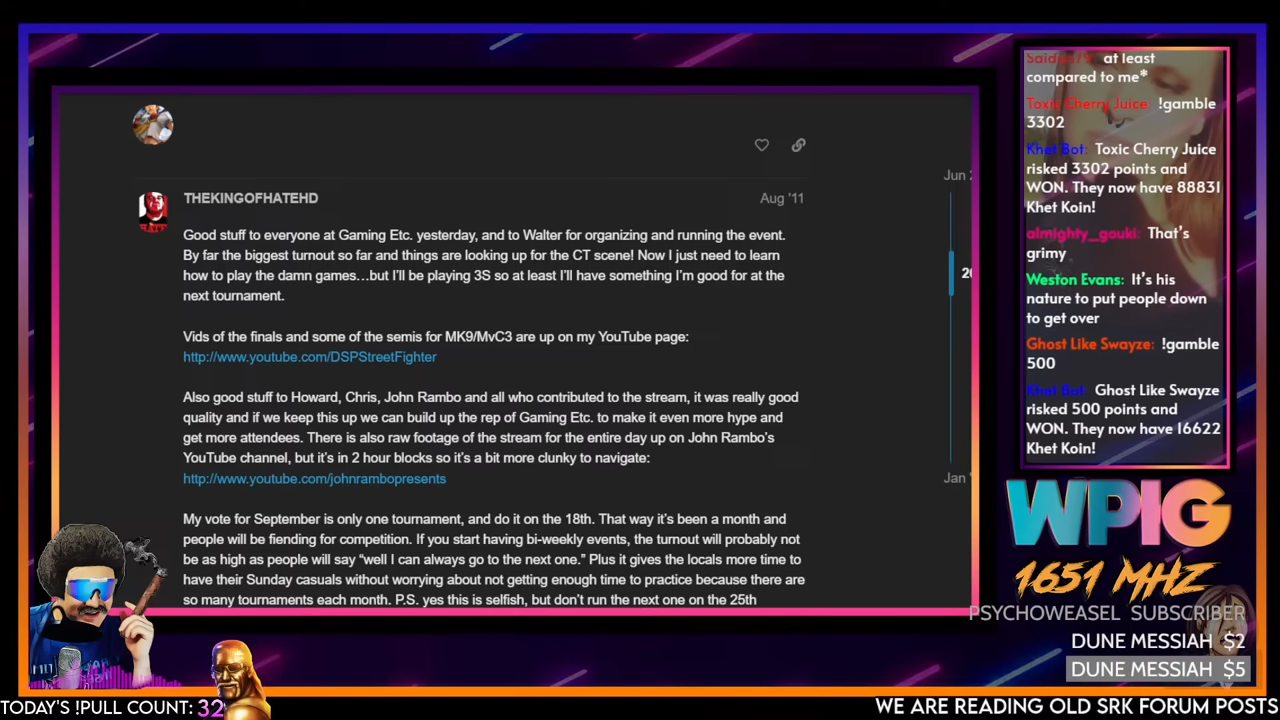 THEKINGOFHATEHD
Aug '11
Good stuff to everyone at Gaming Etc. yesterday, and to Walter for organizing and running the event.
By far the biggest turnout so far and things are looking up for the CT scene! Now I just need to learn
how to play the damn games…but I'll be playing 3S so at least I'll have something I'm good for at the
next tournament.
Vids of the finals and some of the semis for MK9/MvC3 are up on my YouTube page:
http://www.youtube.com/DSPStreetFighter
Also good stuff to Howard, Chris, John Rambo and all who contributed to the stream, it was really good
quality and if we keep this up we can build up the rep of Gaming Etc. to make it even more hype and
get more attendees. There is also raw footage of the stream for the entire day up on John Rambo's
YouTube channel, but it's in 2 hour blocks so it's a bit more clunky to navigate:
http://www.youtube.com/johnrambopresents
My vote for September is only one tournament, and do it on the 18th. That way it's been a month and
people will be fiending for competition. If you start having bi-weekly events, the turnout will probably not
be as high as people will say “well I can always go to the next one.” Plus it gives the locals more time to
have their Sunday casuals without worrying about not getting enough time to practice because there are
so many tournaments each month. P.S. yes this is selfish, but don't run the next one on the 25th
Jun 2
20
Jan '
at least
compared to me*
Toxic Cherry Juice: !gamble
3302
Khet Bot: Toxic Cherry Juice
risked 3302 points and
WON. They now have 88831
Khet Koin!
almighty_gouki: That's
grimy
Weston Evans: It's his
nature to put people down
to get over
Ghost Like Swayze: !gamble
500
Khet Bot: Ghost Like Swayze
risked 500 points and
WON. They now have 16622
Khet Koin!
WPIG
1651 MHZ
PSYCHOWEASEL SUBSCRIBER
DUNE MESSIAH $2
DUNE MESSIAH $5
TODAY'S !PULL COUNT: 32
WE ARE READING OLD SRK FORUM POSTS